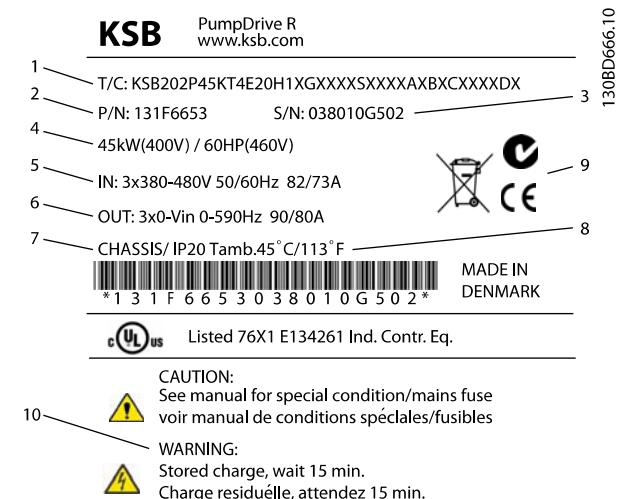 KSB PumpDrive R
www.ksb.com
130BD666.10
1 T/C: KSB202P45KT4E20H1XGXXXXSXXXXAXBXCXXXXDX
2 P/N: 131F6653 S/N: 038010G502 3
4 45kW(400V) / 60HP(460V)
5 IN: 3x380-480V 50/60Hz 82/73A
6 OUT: 3x0-Vin 0-590Hz 90/80A
7 CHASSIS/ IP20 Tamb.45˚C/113˚F 8
9
CE
*131F6653038010G502*
MADE IN
DENMARK
c UL us Listed 76X1 E134261 Ind. Contr. Eq.
CAUTION:
See manual for special condition/mains fuse
voir manual de conditions spéclales/fusibles
10 WARNING:
Stored charge, wait 15 min.
Charge residuélle, attendez 15 min.